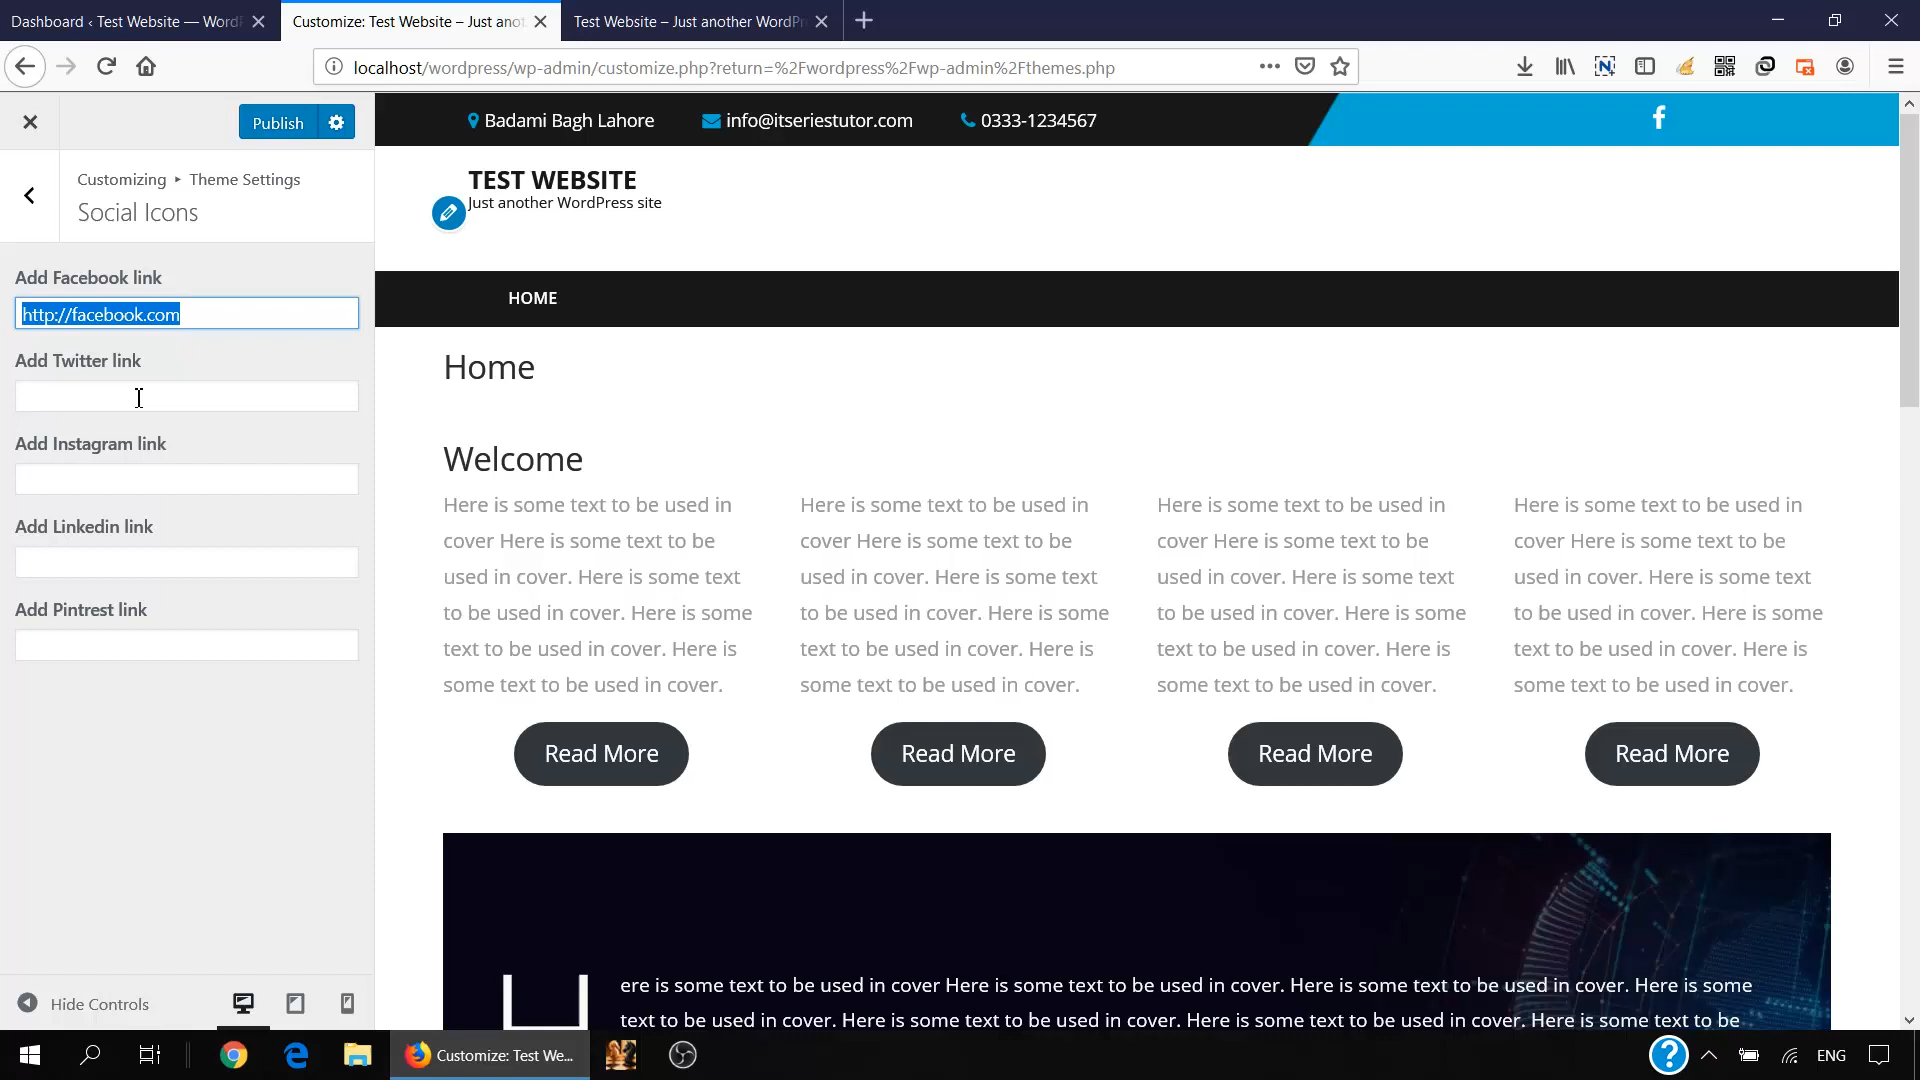 Dashboard ‹ Test Website — WordP
Customize: Test Website – Just anot
Test Website – Just another WordPr
localhost/wordpress/wp-admin/customize.php?return=%2Fwordpress%2Fwp-admin%2Fthemes.php
Publish
Customizing ▸ Theme Settings
Social Icons
Add Facebook link
http://facebook.com
Add Twitter link
Add Instagram link
Add Linkedin link
Add Pintrest link
Hide Controls
Badami Bagh Lahore
info@itseriestutor.com
0333-1234567
TEST WEBSITE
Just another WordPress site
HOME
Home
Welcome
Here is some text to be used in
cover Here is some text to be
used in cover. Here is some text
to be used in cover. Here is some
text to be used in cover. Here is
some text to be used in cover.
Read More
Here is some text to be used in
cover Here is some text to be
used in cover. Here is some text
to be used in cover. Here is some
text to be used in cover. Here is
some text to be used in cover.
Read More
Here is some text to be used in
cover Here is some text to be
used in cover. Here is some text
to be used in cover. Here is some
text to be used in cover. Here is
some text to be used in cover.
Read More
Here is some text to be used in
cover Here is some text to be
used in cover. Here is some text
to be used in cover. Here is some
text to be used in cover. Here is
some text to be used in cover.
Read More
Here is some text to be used in cover Here is some text to be used in cover. Here is some text to be used in cover. Here is some
text to be used in cover. Here is some text to be used in cover. Here is some text to be used in cover. Here is some text to be
Customize: Test We...
ENG